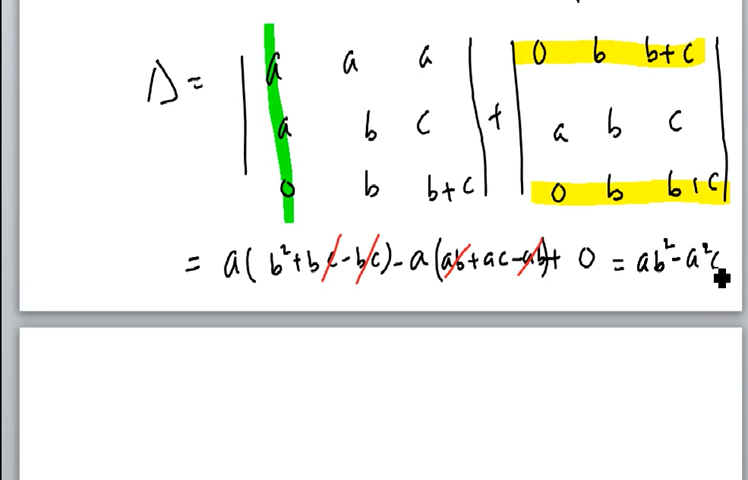 Δ = | a a a | + | 0 b b+c |
| a b c | | a b c |
| 0 b b+c | | 0 b b+c |
= a( b²+bc-bc)-a(ab+ac-ab)+ 0 = ab²-a²c